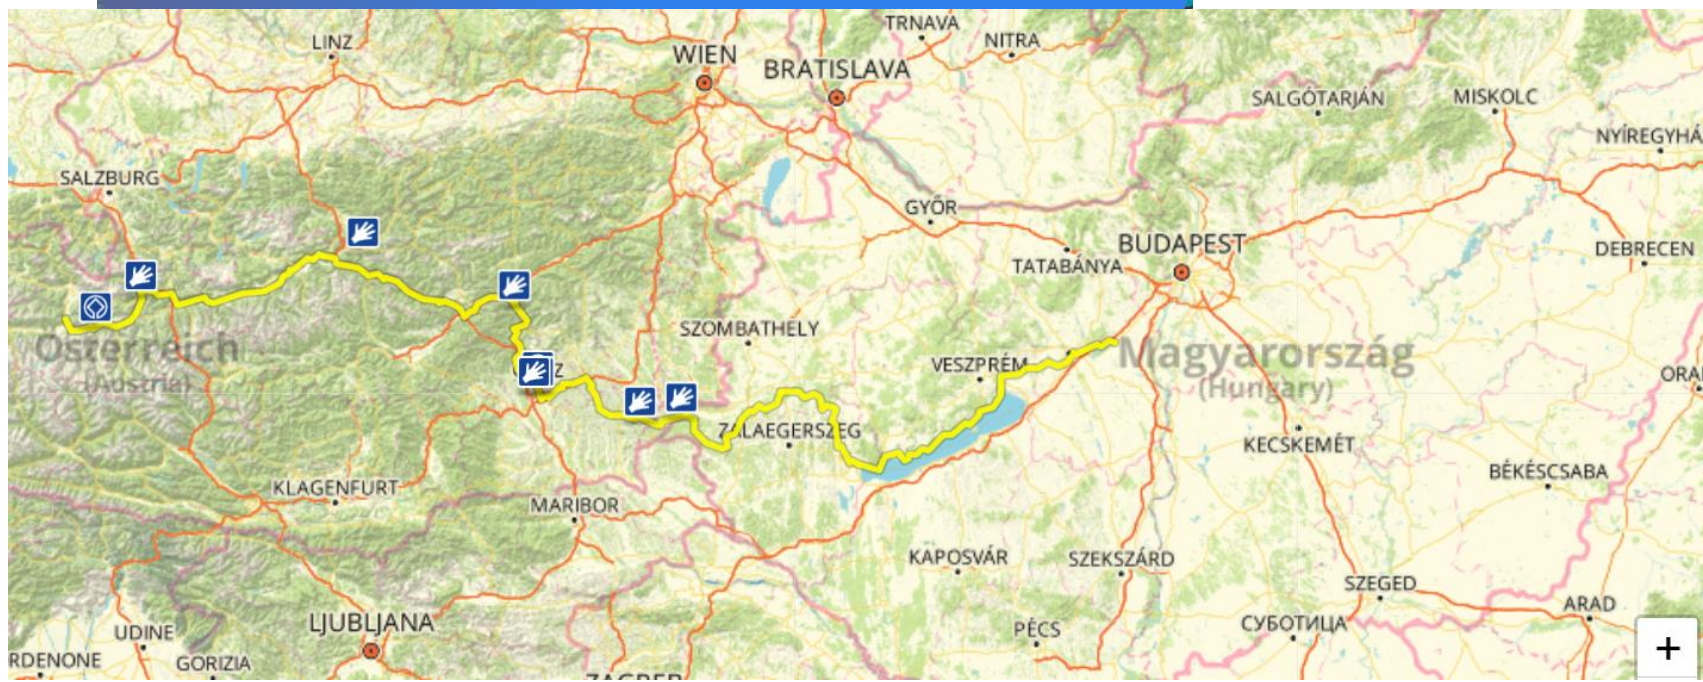 TRNAVA
LINZ
NITRA
WIEN
BRATISLAVA
SALGÓTARJÁN
MISKOLC
NYÍREGYHÁ
SALZBURG
GYŐR
BUDAPEST
DEBRECEN
TATABÁNYA
SZOMBATHELY
Österreich
(Austria)
VESZPRÉM
Magyarország
(Hungary)
Z
ORA
ZALAEGERSZEG
KECSKEMÉT
BÉKÉSCSABA
KLAGENFURT
MARIBOR
KAPOSVÁR
SZEKSZÁRD
SZEGED
ARAD
LJUBLJANA
UDINE
PÉCS
СУБОТИЦА
RDENONE
GORIZIA
ZAGREB
+